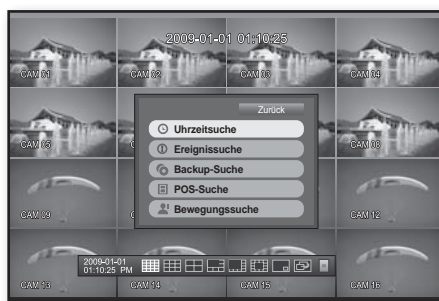 2009-01-01 01:10:25
CAM 01
CAM 02
CAM 03
CAM 04
Zurück
Uhrzeitsuche
CAM 05
CAM 08
Ereignissuche
Backup-Suche
POS-Suche
Bewegungssuche
CAM 09
CAM 12
2009-01-01
01:10:25 PM
CAM 13
CAM 14
CAM 15
CAM 16